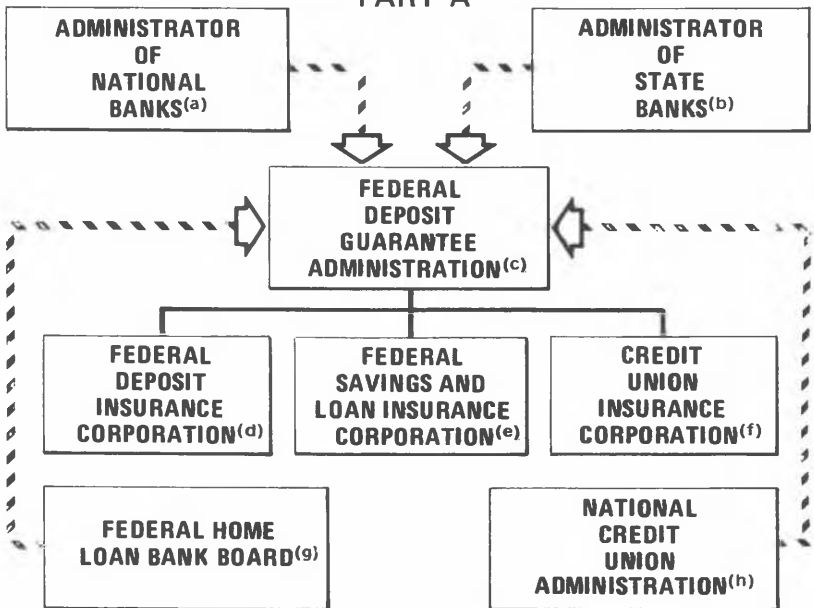 PART A
ADMINISTRATOR
OF
NATIONAL
BANKS(a)
ADMINISTRATOR
OF
STATE
BANKS(b)
FEDERAL
DEPOSIT
GUARANTEE
ADMINISTRATION(c)
FEDERAL
DEPOSIT
INSURANCE
CORPORATION(d)
FEDERAL
SAVINGS AND
LOAN INSURANCE
CORPORATION(e)
CREDIT
UNION
INSURANCE
CORPORATION(f)
FEDERAL HOME
LOAN BANK BOARD(g)
NATIONAL
CREDIT
UNION
ADMINISTRATION(h)